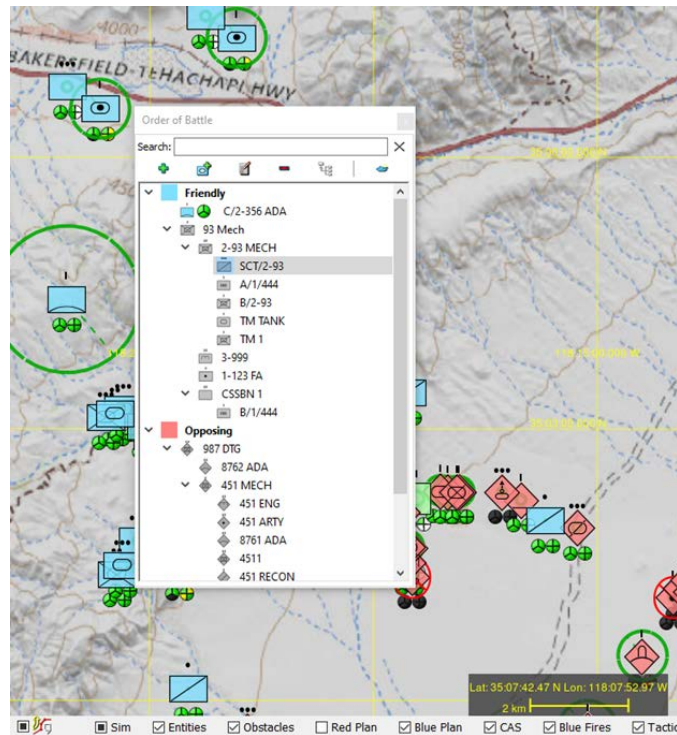 4000
BAKERSFIELD-TEHACHAPI HWY
Order of Battle
Search:
Friendly
C/2-356 ADA
93 Mech
2-93 MECH
SCT/2-93
A/1/444
B/2-93
TM TANK
TM 1
3-999
1-123 FA
CSSBN 1
B/1/444
Opposing
987 DTG
8762 ADA
451 MECH
451 ENG
451 ARTY
8761 ADA
4511
451 RECON
Lat: 35:07:42.47 N Lon: 118:07:52.97 W
2 km
Sim
Entities
Obstacles
Red Plan
Blue Plan
CAS
Blue Fires